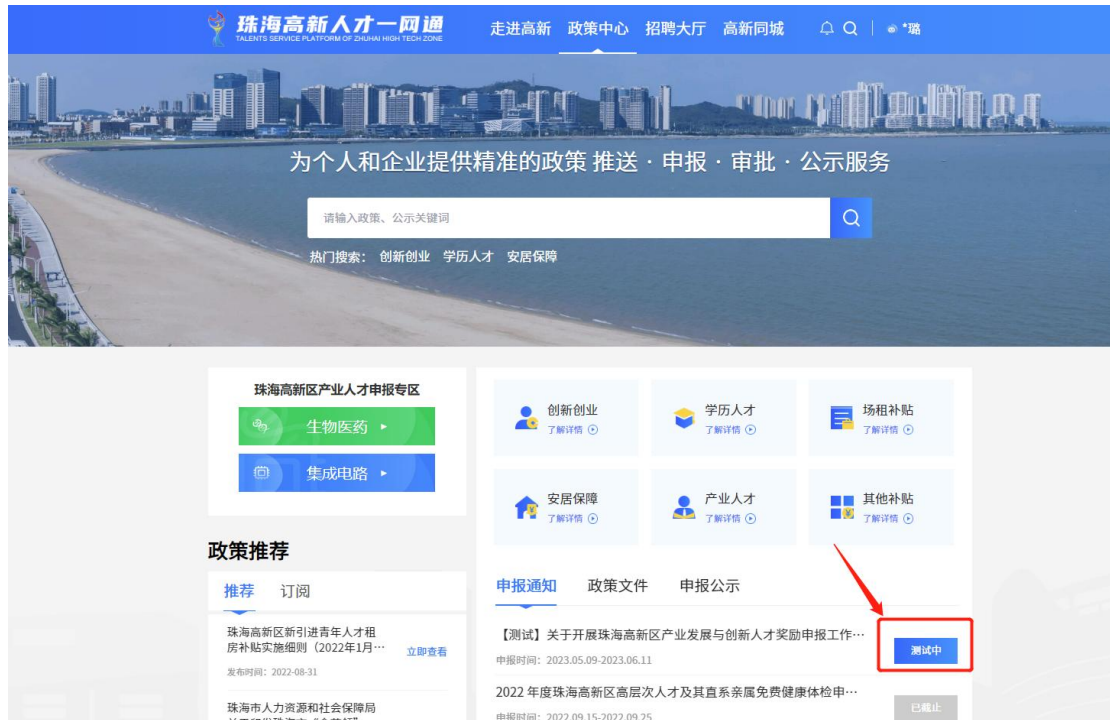 珠海高新人才一网通
TALENTS SERVICE PLATFORM OF ZHUHAI HIGH TECH ZONE
走进高新 政策中心 招聘大厅 高新同城 *璐
为个人和企业提供精准的政策 推送 · 申报 · 审批 · 公示服务
请输入政策、公示关键词
热门搜索： 创新创业 学历人才 安居保障
珠海高新区产业人才申报专区
生物医药
集成电路
创新创业
了解详情
学历人才
了解详情
场租补贴
了解详情
安居保障
了解详情
产业人才
了解详情
其他补贴
了解详情
政策推荐
推荐 订阅
珠海高新区新引进青年人才租
房补贴实施细则（2022年1月…
立即查看
发布时间：2022-08-31
珠海市人力资源和社会保障局
申报通知 政策文件 申报公示
【测试】关于开展珠海高新区产业发展与创新人才奖励申报工作…
申报时间：2023.05.09-2023.06.11
测试中
2022 年度珠海高新区高层次人才及其直系亲属免费健康体检申…
申报时间：2022.09.15-2022.09.25
已截止